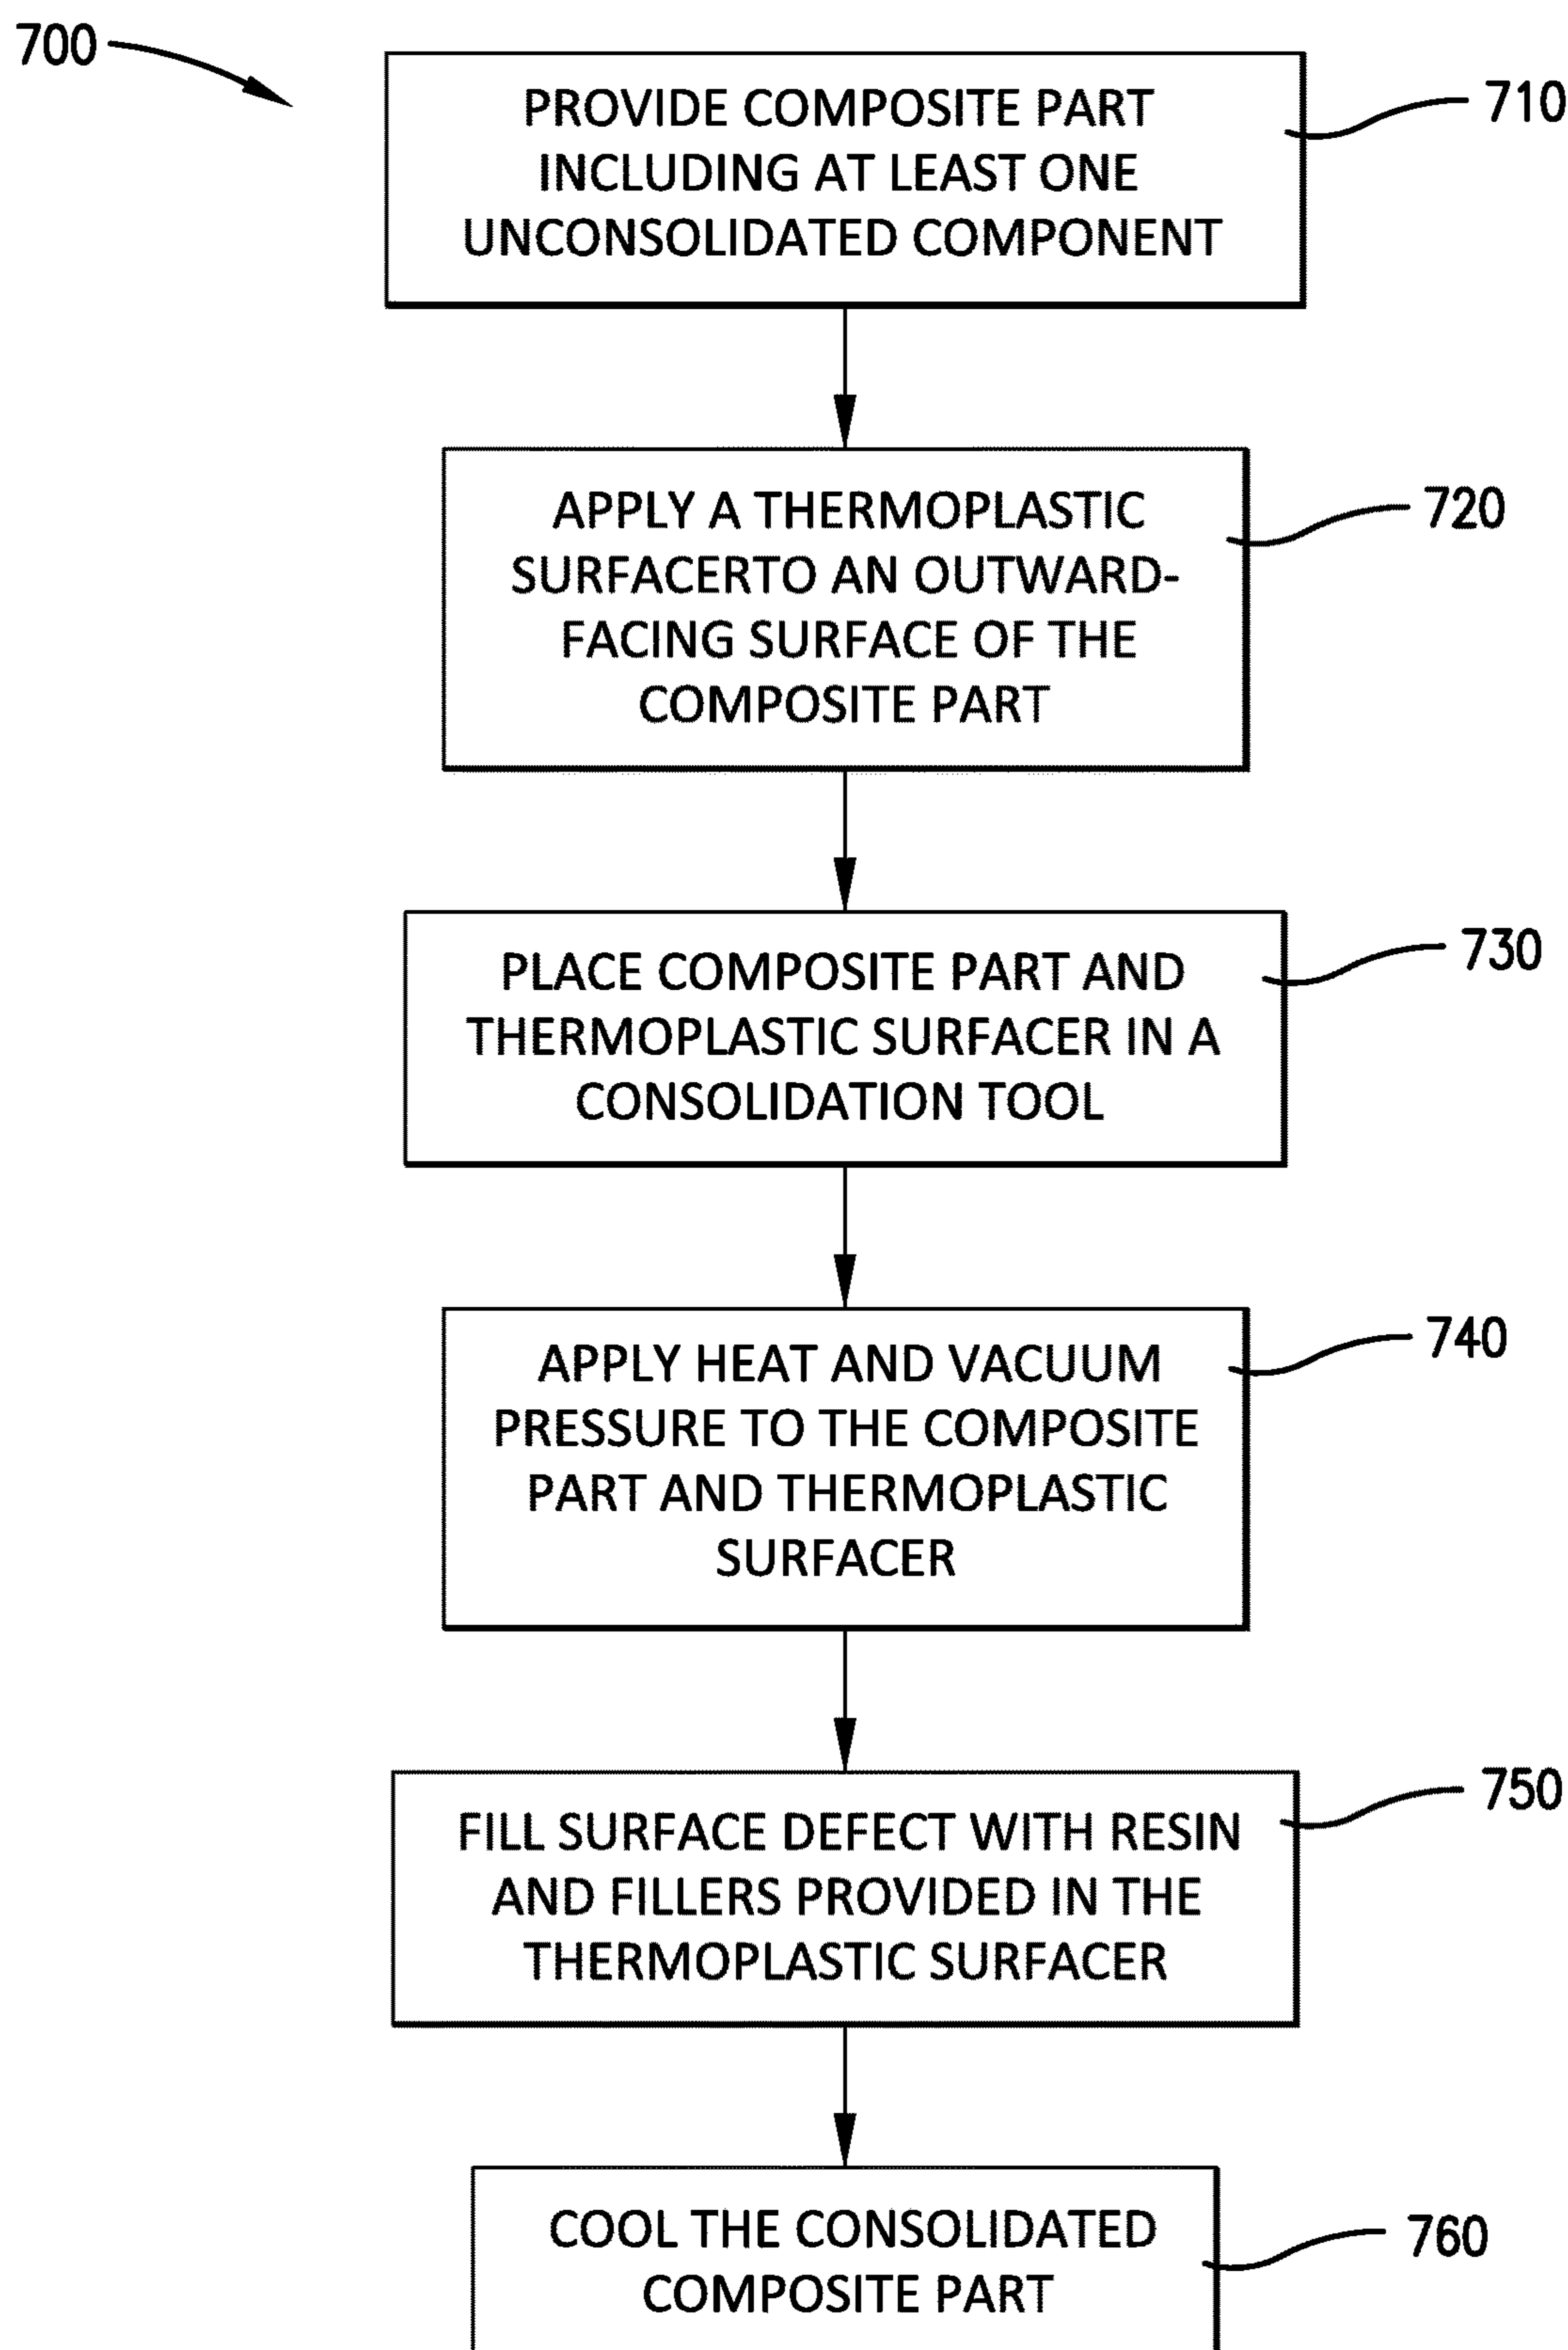 700
710
PROVIDE COMPOSITE PART
INCLUDING AT LEAST ONE
UNCONSOLIDATED COMPONENT
720
APPLY A THERMOPLASTIC
SURFACERTO AN OUTWARD-
FACING SURFACE OF THE
COMPOSITE PART
730
PLACE COMPOSITE PART AND
THERMOPLASTIC SURFACER IN A
CONSOLIDATION TOOL
740
APPLY HEAT AND VACUUM
PRESSURE TO THE COMPOSITE
PART AND THERMOPLASTIC
SURFACER
750
FILL SURFACE DEFECT WITH RESIN
AND FILLERS PROVIDED IN THE
THERMOPLASTIC SURFACER
760
COOL THE CONSOLIDATED
COMPOSITE PART